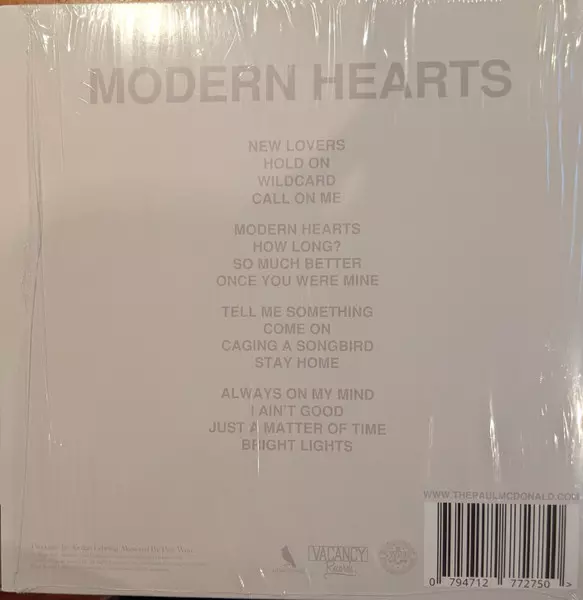 MODERN HEARTS
NEW LOVERS
HOLD ON
WILDCARD
CALL ON ME
MODERN HEARTS
HOW LONG?
SO MUCH BETTER
ONCE YOU WERE MINE
TELL ME SOMETHING
COME ON
CAGING A SONGBIRD
STAY HOME
ALWAYS ON MY MIND
I AIN'T GOOD
JUST A MATTER OF TIME
BRIGHT LIGHTS
WWW.THEPAULMCDONALD.COM
VACANCY
Records
0 794712 772750 >